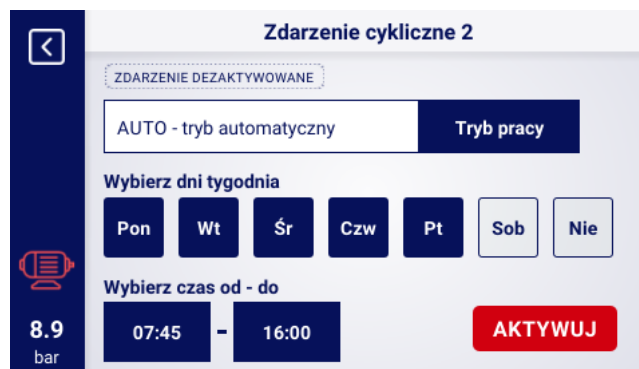 Zdarzenie cykliczne 2
ZDARZENIE DEZAKTYWOWANE
AUTO - tryb automatyczny
Tryb pracy
Wybierz dni tygodnia
Pon Wt Śr Czw Pt Sob Nie
Wybierz czas od - do
07:45 - 16:00
AKTYWUJ
8.9
bar